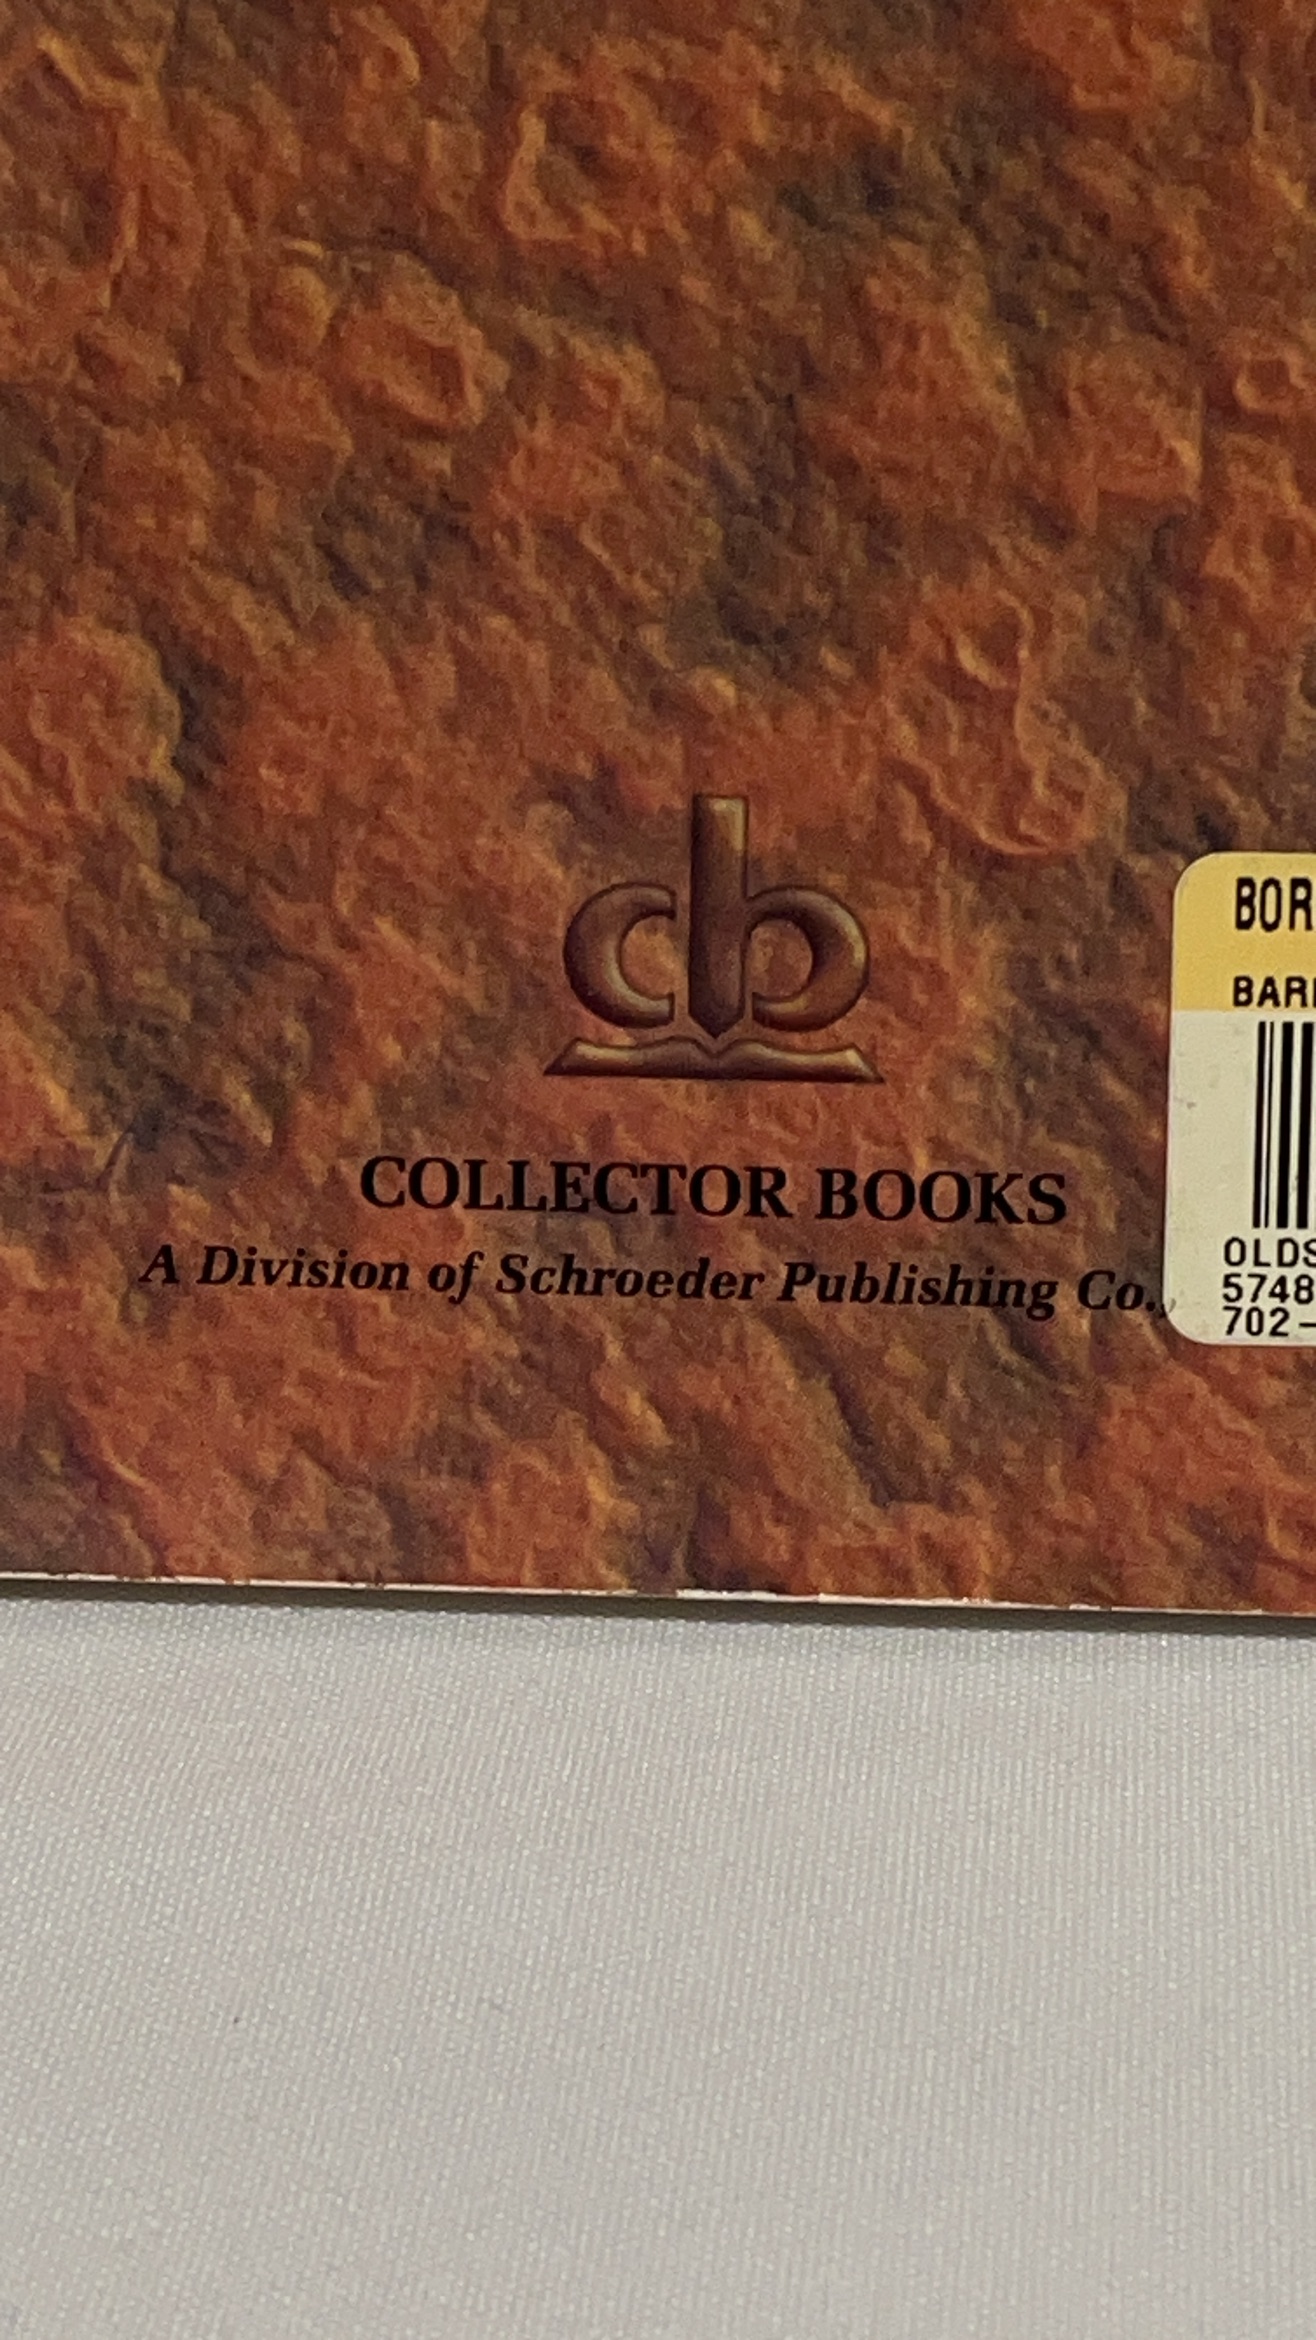 cb
COLLECTOR BOOKS
A Division of Schroeder Publishing Co.,
BOR
BAR
OLDS
5748
702-